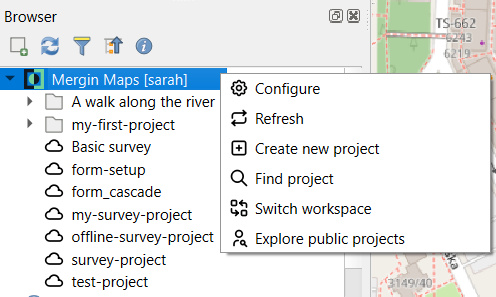 Browser
Mergin Maps [sarah]
A walk along the river
my-first-project
Basic survey
form-setup
form_cascade
my-survey-project
offline-survey-project
survey-project
test-project
Configure
Refresh
Create new project
Find project
Switch workspace
Explore public projects
TS-662
6243
6219
3149/40